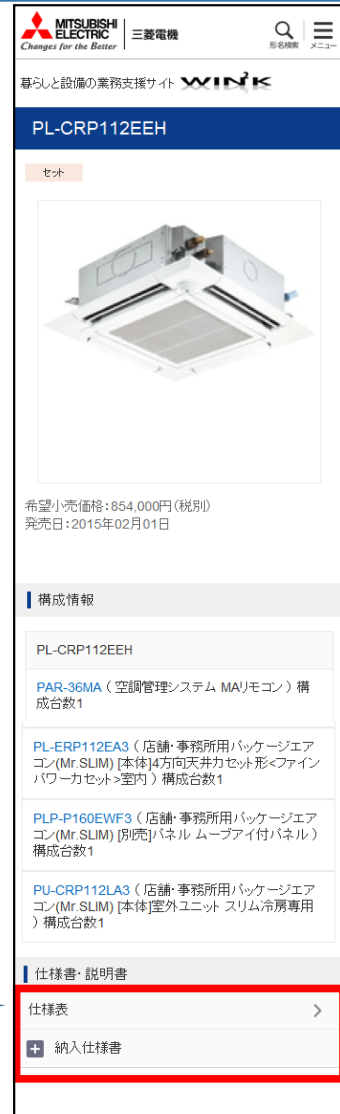 MITSUBISHI
ELECTRIC
Changes for the Better
三菱電機
形名検索
メニュー
暮らしと設備の業務支援サイト WINK
PL-CRP112EEH
セット
希望小売価格：854,000円（税別）
発売日：2015年02月01日
構成情報
PL-CRP112EEH
PAR-36MA （ 空調管理システム MAリモコン ） 構
成台数1
PL-ERP112EA3 （ 店舗・事務所用パッケージエア
コン(Mr.SLIM) [本体]4方向天井カセット形<ファイン
パワーカセット>室内 ） 構成台数1
PLP-P160EWF3 （ 店舗・事務所用パッケージエア
コン(Mr.SLIM) [別売]パネル ムーブアイ付パネル ）
構成台数1
PU-CRP112LA3 （ 店舗・事務所用パッケージエア
コン(Mr.SLIM) [本体]室外ユニット スリム冷房専用
） 構成台数1
仕様書・説明書
仕様表
納入仕様書